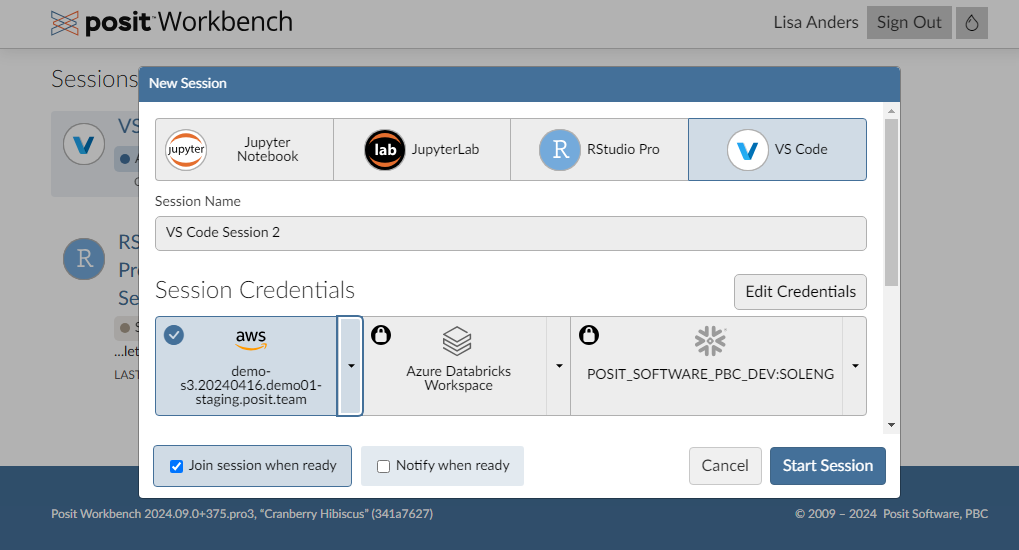 posit™ Workbench
Lisa Anders
Sign Out
Sessions
New Session
VS
jupyter
Jupyter
Notebook
lab
JupyterLab
R
RStudio Pro
VS Code
Session Name
VS Code Session 2
R
RS
Pro
Se
S
...let
LAST
Session Credentials
Edit Credentials
aws
demo-
s3.20240416.demo01-
staging.posit.team
Azure Databricks
Workspace
POSIT_SOFTWARE_PBC_DEV:SOLENG
Join session when ready
Notify when ready
Cancel
Start Session
Posit Workbench 2024.09.0+375.pro3, “Cranberry Hibiscus” (341a7627)
© 2009 – 2024 Posit Software, PBC